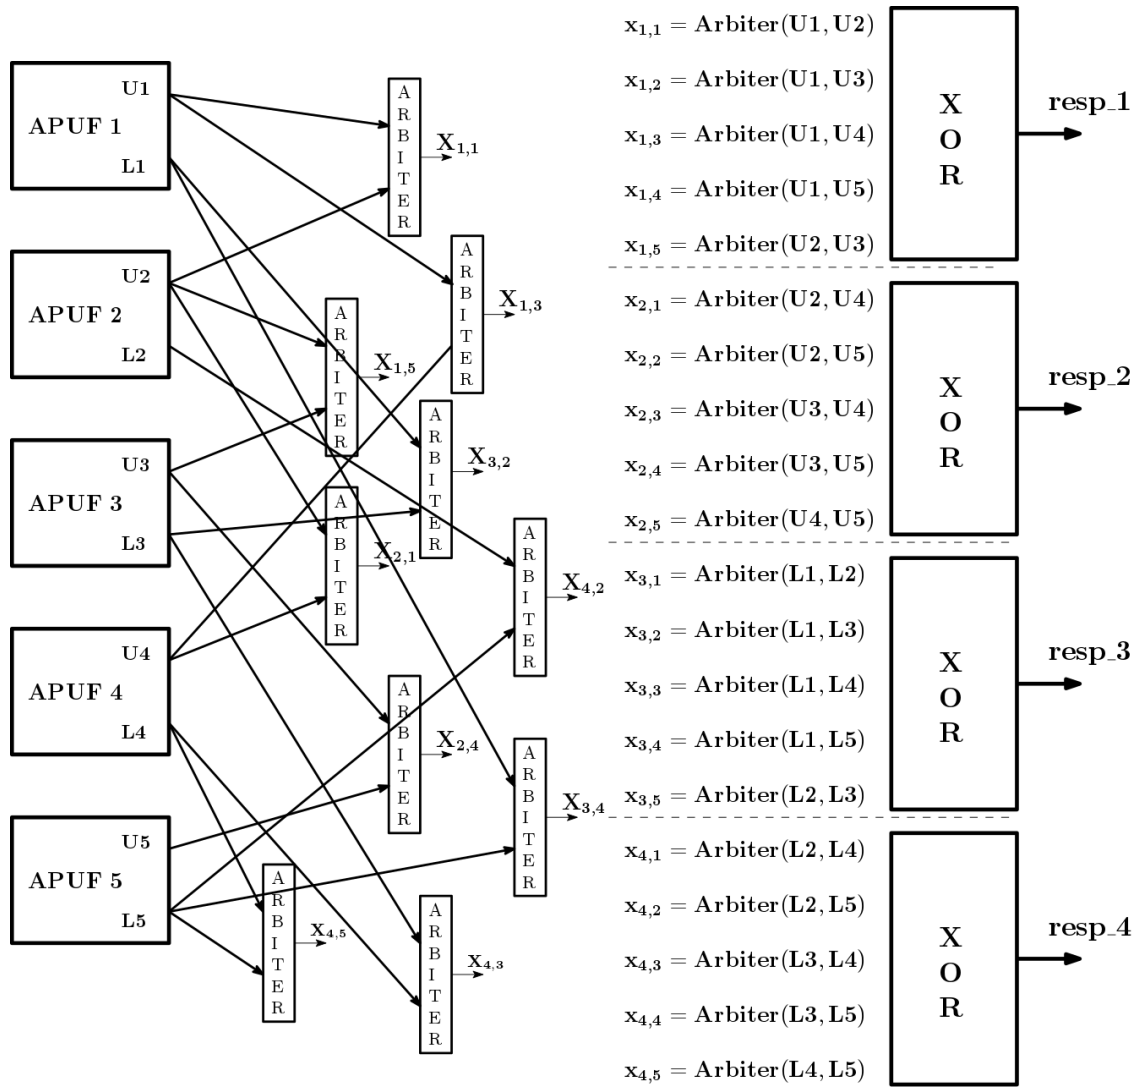 U1
APUF 1
L1
U2
APUF 2
L2
U3
APUF 3
L3
U4
APUF 4
L4
U5
APUF 5
L5
ARBITER
X1,1
ARBITER
X1,3
ARBITER
X1,5
ARBITER
X3,2
ARBITER
X2,1
ARBITER
X4,2
ARBITER
X2,4
ARBITER
X3,4
ARBITER
X4,5
ARBITER
X4,3
x1,1 = Arbiter(U1, U2)
x1,2 = Arbiter(U1, U3)
x1,3 = Arbiter(U1, U4)
x1,4 = Arbiter(U1, U5)
x1,5 = Arbiter(U2, U3)
XOR
resp_1
x2,1 = Arbiter(U2, U4)
x2,2 = Arbiter(U2, U5)
x2,3 = Arbiter(U3, U4)
x2,4 = Arbiter(U3, U5)
x2,5 = Arbiter(U4, U5)
XOR
resp_2
x3,1 = Arbiter(L1, L2)
x3,2 = Arbiter(L1, L3)
x3,3 = Arbiter(L1, L4)
x3,4 = Arbiter(L1, L5)
x3,5 = Arbiter(L2, L3)
XOR
resp_3
x4,1 = Arbiter(L2, L4)
x4,2 = Arbiter(L2, L5)
x4,3 = Arbiter(L3, L4)
x4,4 = Arbiter(L3, L5)
x4,5 = Arbiter(L4, L5)
XOR
resp_4